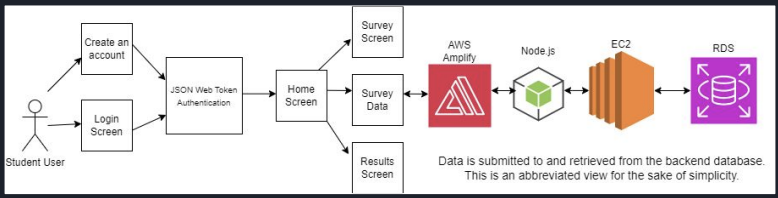 Student User
Create an
account
Login
Screen
JSON Web Token
Authentication
Home
Screen
Survey
Screen
Survey
Data
Results
Screen
AWS
Amplify
Node.js
EC2
RDS
Data is submitted to and retrieved from the backend database.
This is an abbreviated view for the sake of simplicity.